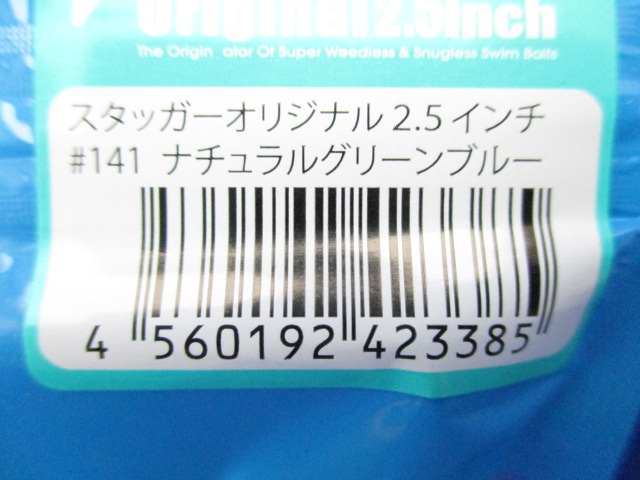 Original 2.5inch
The Origin ator Of Super Weedless & Snugless Swim Baits
スタッガーオリジナル 2.5 インチ
#141 ナチュラルグリーンブルー
4 560192 423385